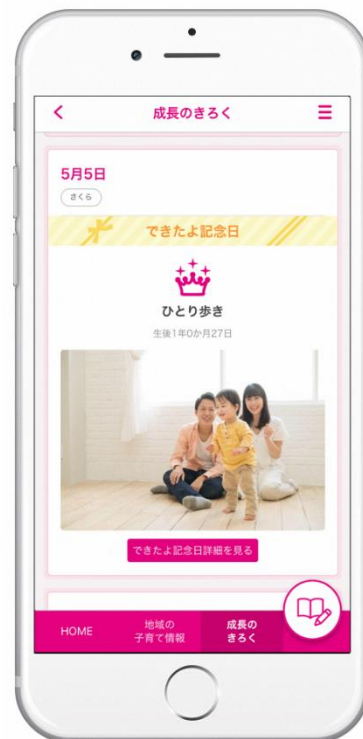 成長のきろく
5月5日
さくら
できたよ記念日
ひとり歩き
生後1年0か月27日
できたよ記念日詳細を見る
HOME
地域の
子育て情報
成長の
きろく